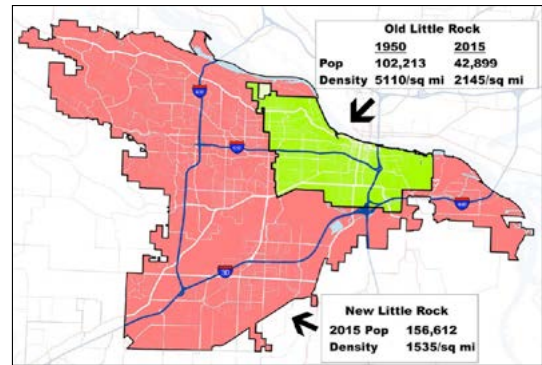 Old Little Rock
1950 2015
Pop 102,213 42,899
Density 5110/sq mi 2145/sq mi
New Little Rock
2015 Pop 156,612
Density 1535/sq mi